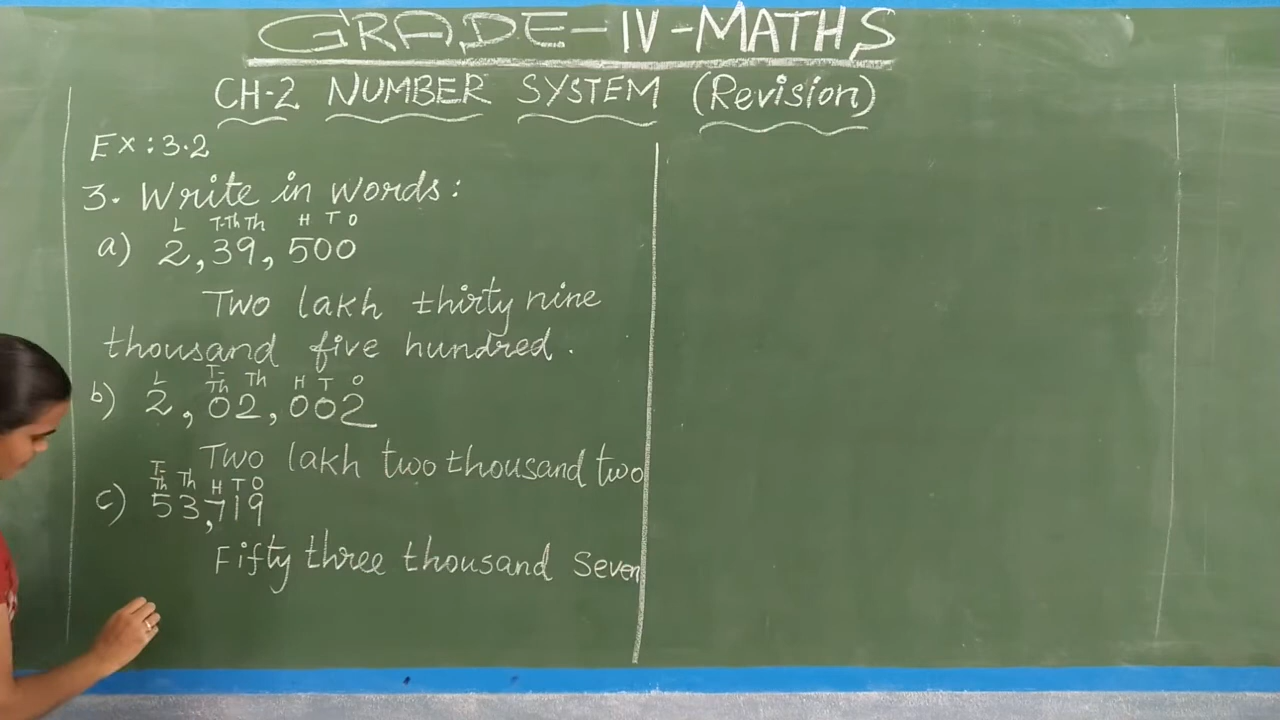 GRADE-IV-MATHS
CH-2 NUMBER SYSTEM (Revision)
Ex: 3.2
3. Write in words:
L T-Th Th H T O
a) 2,39,500
Two lakh thirty nine
thousand five hundred.
L T-Th Th H T O
b) 2,02,002
Two lakh two thousand two
T-Th Th H T O
c) 53,719
Fifty three thousand seven